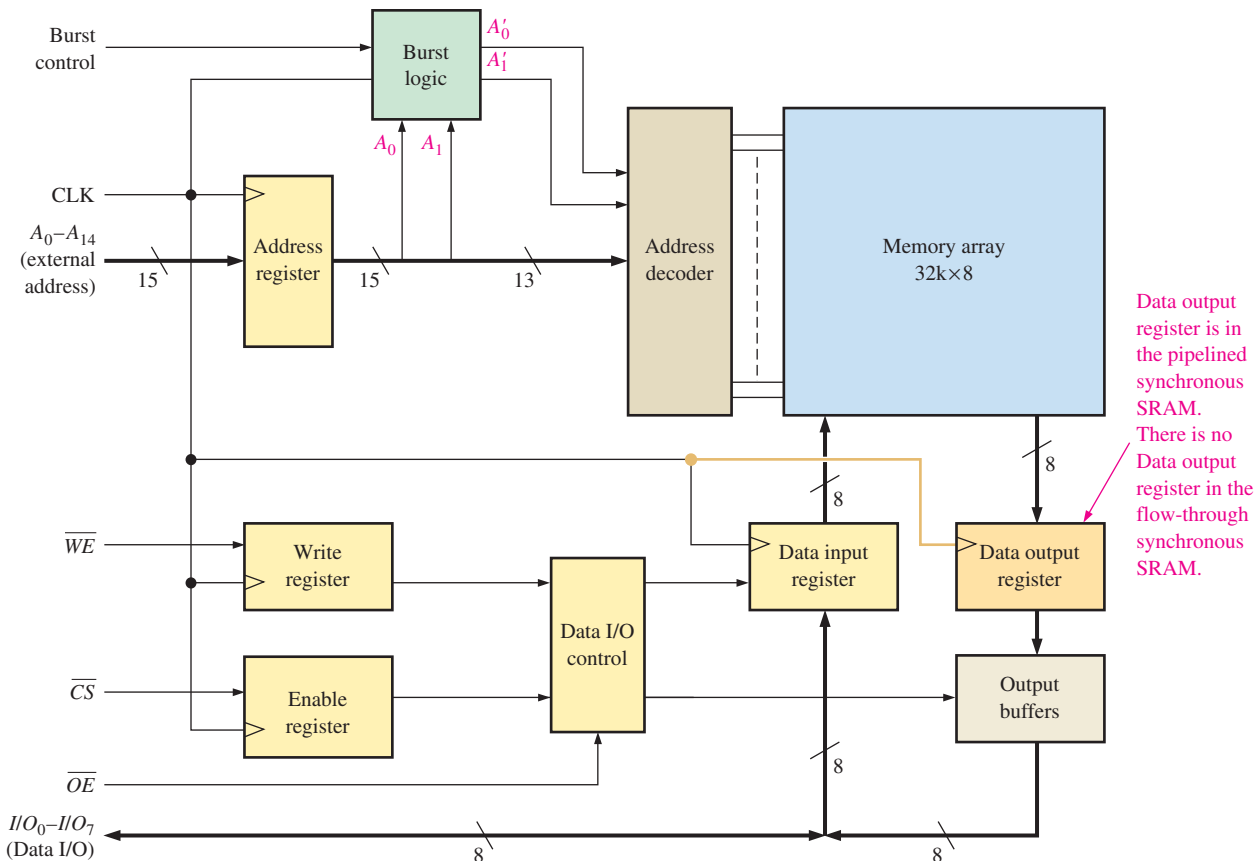 Burst
control
Burst
logic
A′₀
A′₁
A₀
A₁
CLK
A₀–A₁₄
(external
address)
15
Address
register
15
13
Address
decoder
Memory array
32k×8
Data output
register is in
the pipelined
synchronous
SRAM.
There is no
Data output
register in the
flow-through
synchronous
SRAM.
8
8
W̅E̅
Write
register
Data input
register
Data output
register
Data I/O
control
C̅S̅
Enable
register
Output
buffers
O̅E̅
8
I/O₀–I/O₇
(Data I/O)
8
8